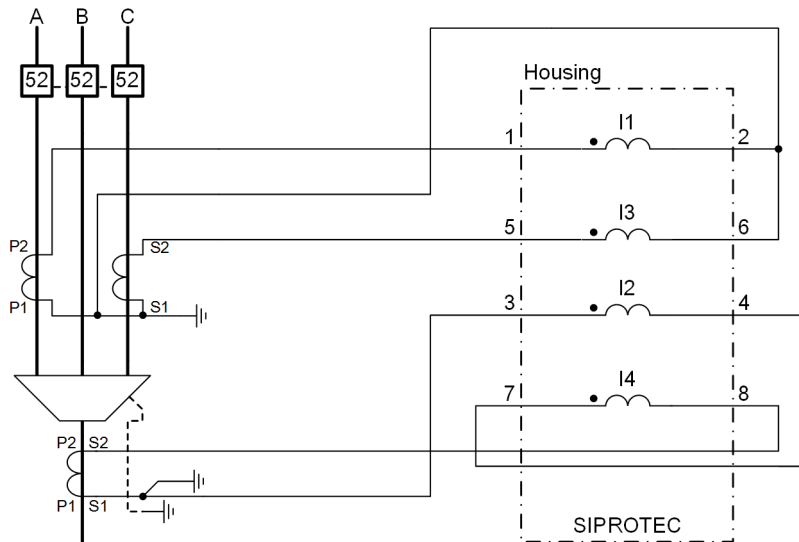 A B C
52 52 52
Housing
1 I1 2
5 I3 6
P2 S2
P1 S1
3 I2 4
7 I4 8
P2 S2
P1 S1
SIPROTEC